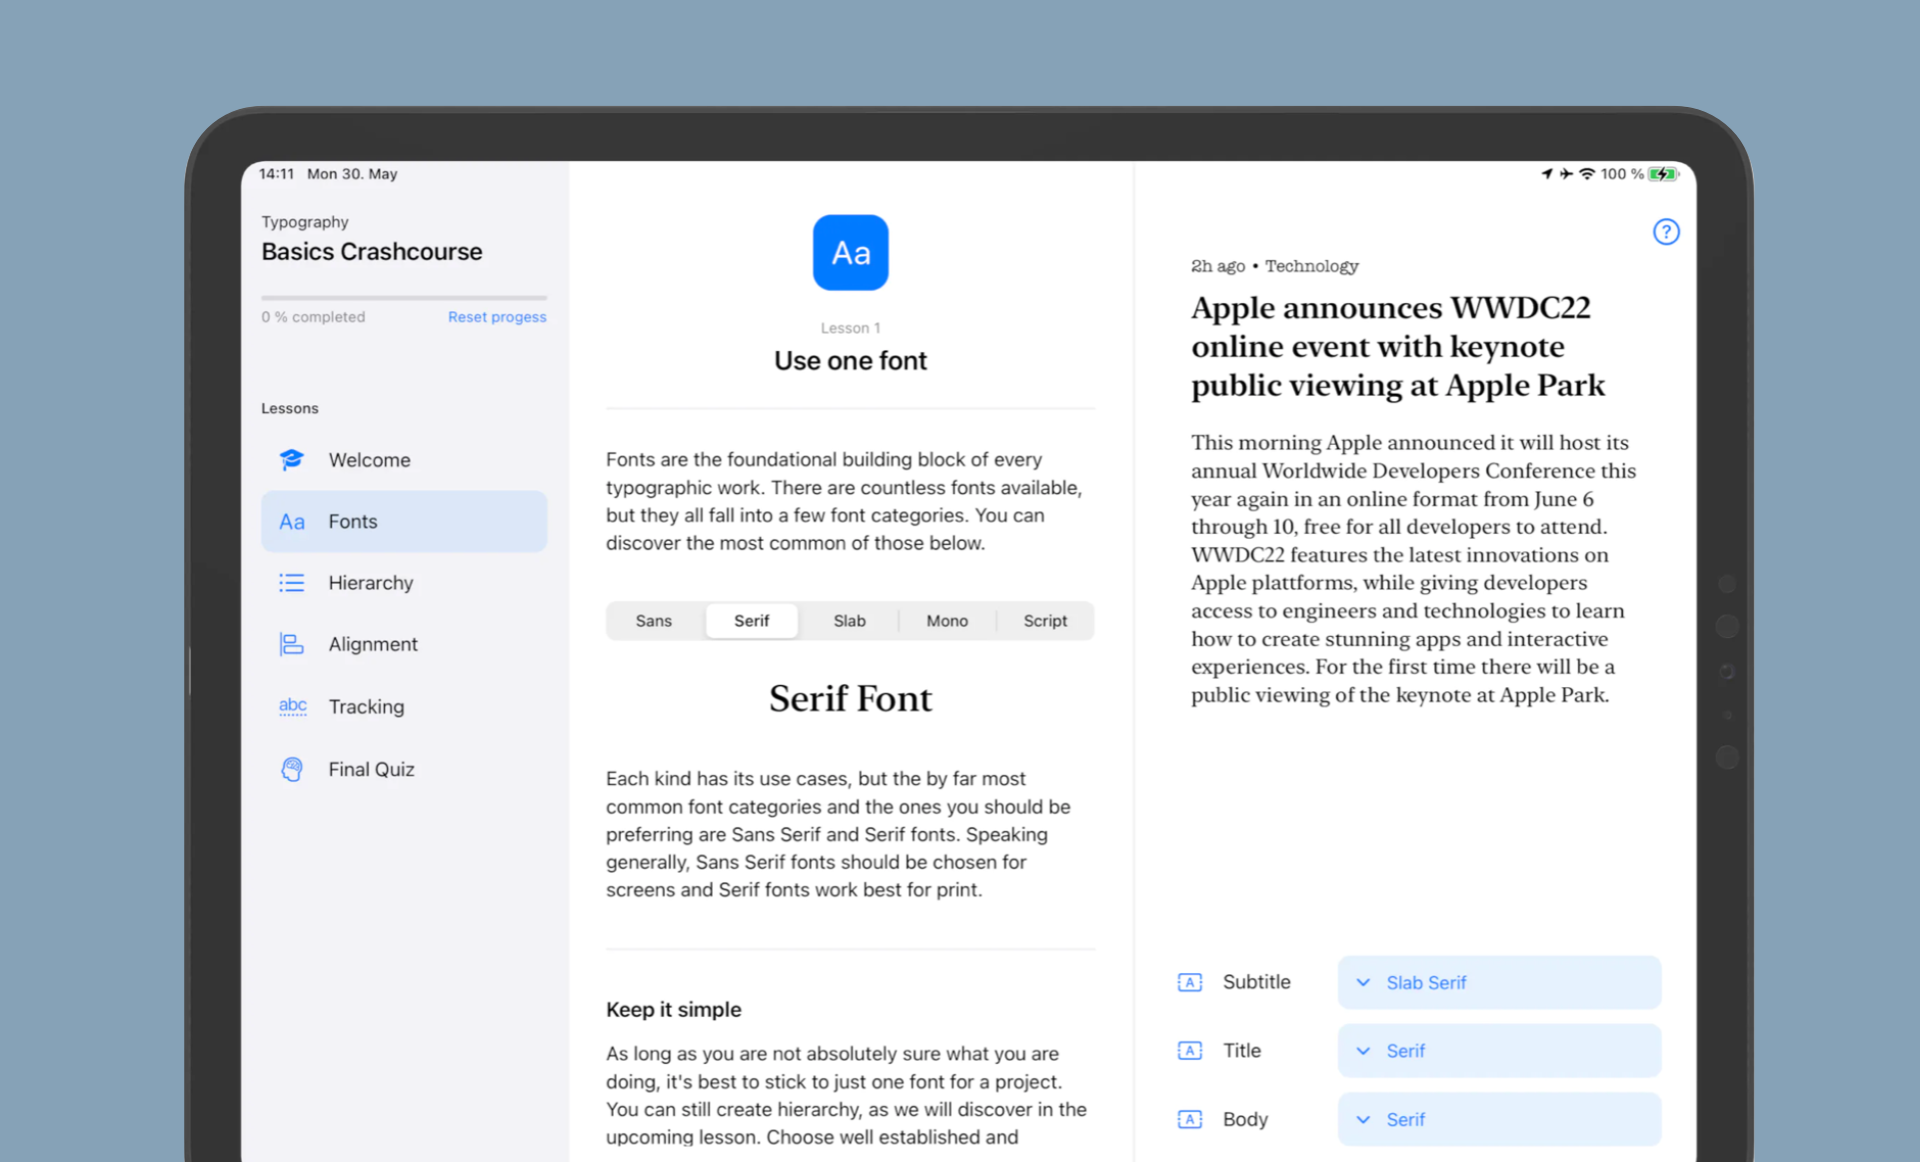 14:11 Mon 30. May
100 %
Typography
Basics Crashcourse
0 % completed
Reset progess
Lessons
Welcome
Aa Fonts
Hierarchy
Alignment
abc Tracking
Final Quiz
Aa
Lesson 1
Use one font
Fonts are the foundational building block of every
typographic work. There are countless fonts available,
but they all fall into a few font categories. You can
discover the most common of those below.
Sans Serif Slab Mono Script
Serif Font
Each kind has its use cases, but the by far most
common font categories and the ones you should be
preferring are Sans Serif and Serif fonts. Speaking
generally, Sans Serif fonts should be chosen for
screens and Serif fonts work best for print.
Keep it simple
As long as you are not absolutely sure what you are
doing, it's best to stick to just one font for a project.
You can still create hierarchy, as we will discover in the
upcoming lesson. Choose well established and
?
2h ago • Technology
Apple announces WWDC22
online event with keynote
public viewing at Apple Park
This morning Apple announced it will host its
annual Worldwide Developers Conference this
year again in an online format from June 6
through 10, free for all developers to attend.
WWDC22 features the latest innovations on
Apple plattforms, while giving developers
access to engineers and technologies to learn
how to create stunning apps and interactive
experiences. For the first time there will be a
public viewing of the keynote at Apple Park.
A Subtitle Slab Serif
A Title Serif
A Body Serif